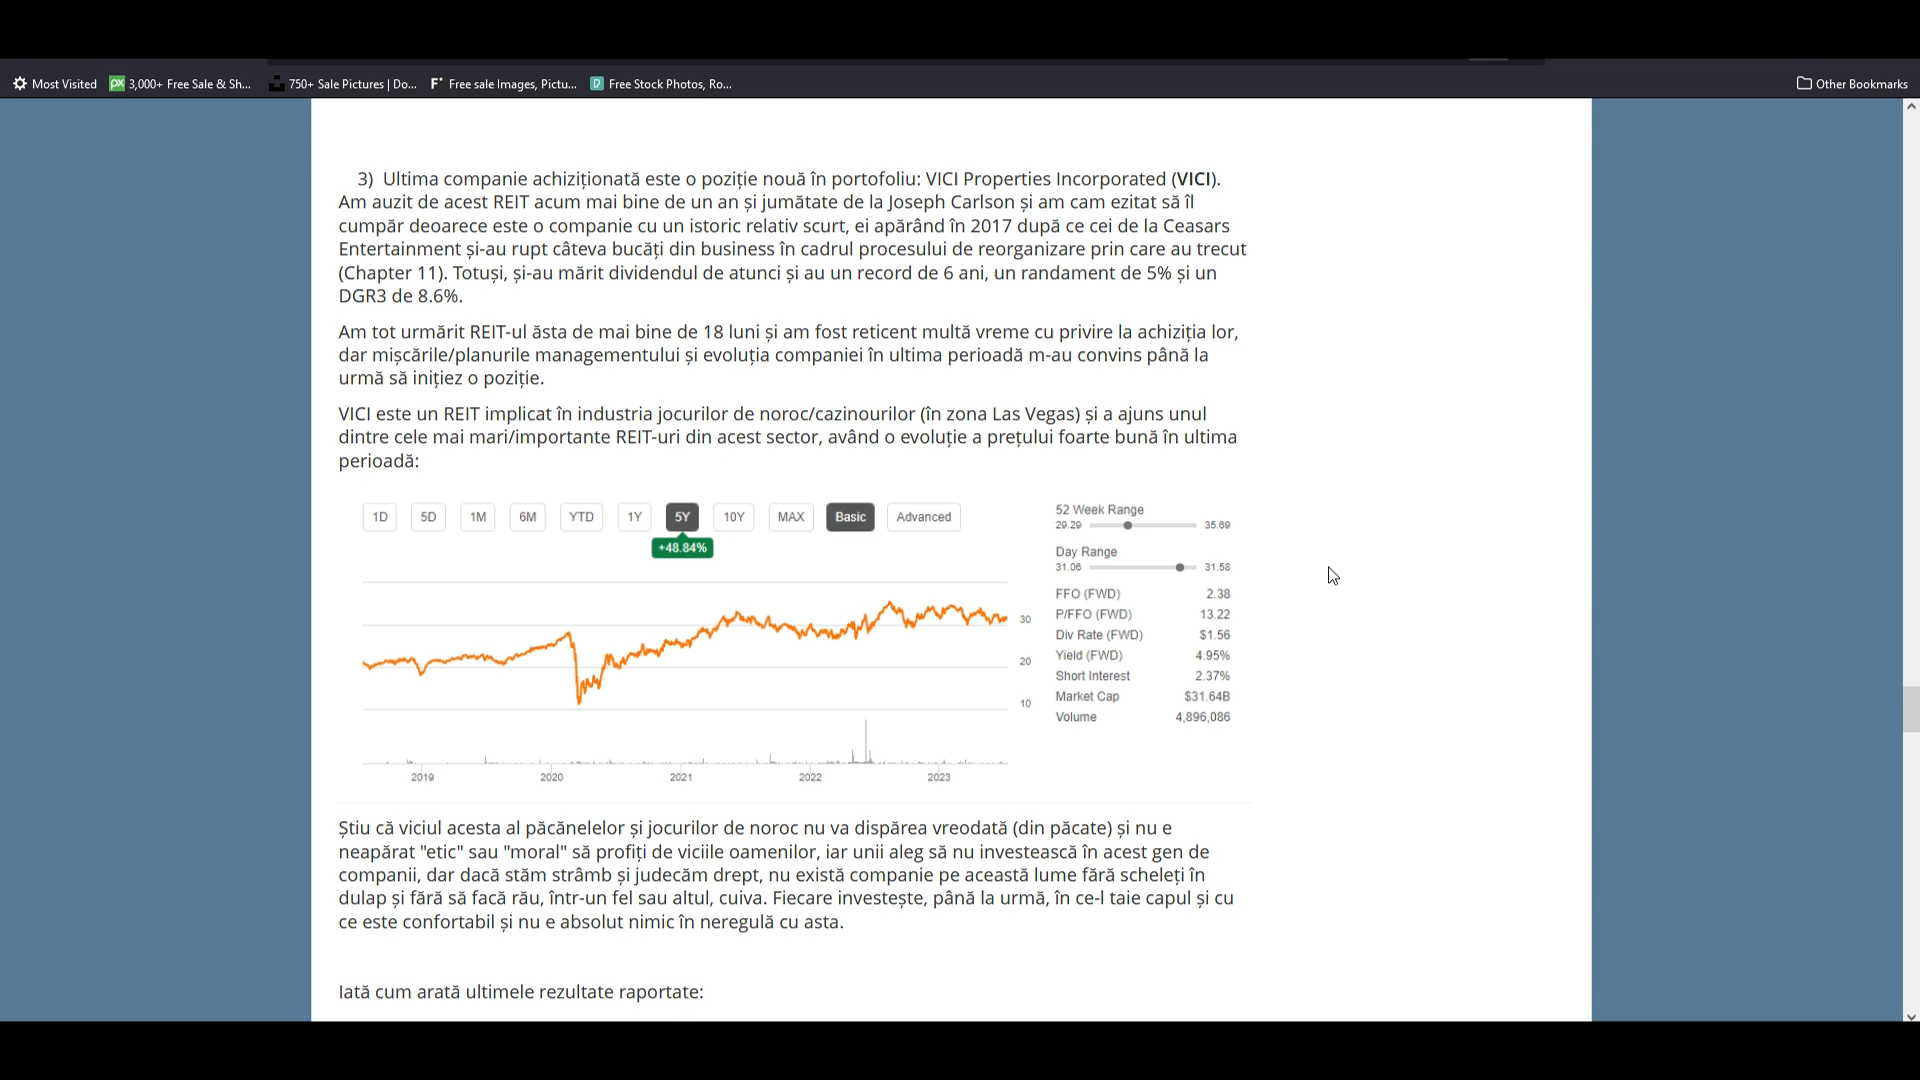 Most Visited 3,000+ Free Sale & Sh... 750+ Sale Pictures | Do... Free sale Images, Pictu... Free Stock Photos, Ro... Other Bookmarks
3) Ultima companie achiziționată este o poziție nouă în portofoliu: VICI Properties Incorporated (VICI).
Am auzit de acest REIT acum mai bine de un an și jumătate de la Joseph Carlson și am cam ezitat să îl
cumpăr deoarece este o companie cu un istoric relativ scurt, ei apărând în 2017 după ce cei de la Ceasars
Entertainment și-au rupt câteva bucăți din business în cadrul procesului de reorganizare prin care au trecut
(Chapter 11). Totuși, și-au mărit dividendul de atunci și au un record de 6 ani, un randament de 5% și un
DGR3 de 8.6%.
Am tot urmărit REIT-ul ăsta de mai bine de 18 luni și am fost reticent multă vreme cu privire la achiziția lor,
dar mișcările/planurile managementului și evoluția companiei în ultima perioadă m-au convins până la
urmă să inițiez o poziție.
VICI este un REIT implicat în industria jocurilor de noroc/cazinourilor (în zona Las Vegas) și a ajuns unul
dintre cele mai mari/importante REIT-uri din acest sector, având o evoluție a prețului foarte bună în ultima
perioadă:
1D 5D 1M 6M YTD 1Y 5Y 10Y MAX Basic Advanced
+48.84%
30
20
10
2019 2020 2021 2022 2023
52 Week Range
29.29 35.69
Day Range
31.06 31.58
FFO (FWD) 2.38
P/FFO (FWD) 13.22
Div Rate (FWD) $1.56
Yield (FWD) 4.95%
Short Interest 2.37%
Market Cap $31.64B
Volume 4,896,086
Știu că viciul acesta al păcănelelor și jocurilor de noroc nu va dispărea vreodată (din păcate) și nu e
neapărat "etic" sau "moral" să profiți de viciile oamenilor, iar unii aleg să nu investească în acest gen de
companii, dar dacă stăm strâmb și judecăm drept, nu există companie pe această lume fără scheleți în
dulap și fără să facă rău, într-un fel sau altul, cuiva. Fiecare investește, până la urmă, în ce-l taie capul și cu
ce este confortabil și nu e absolut nimic în neregulă cu asta.
Iată cum arată ultimele rezultate raportate: